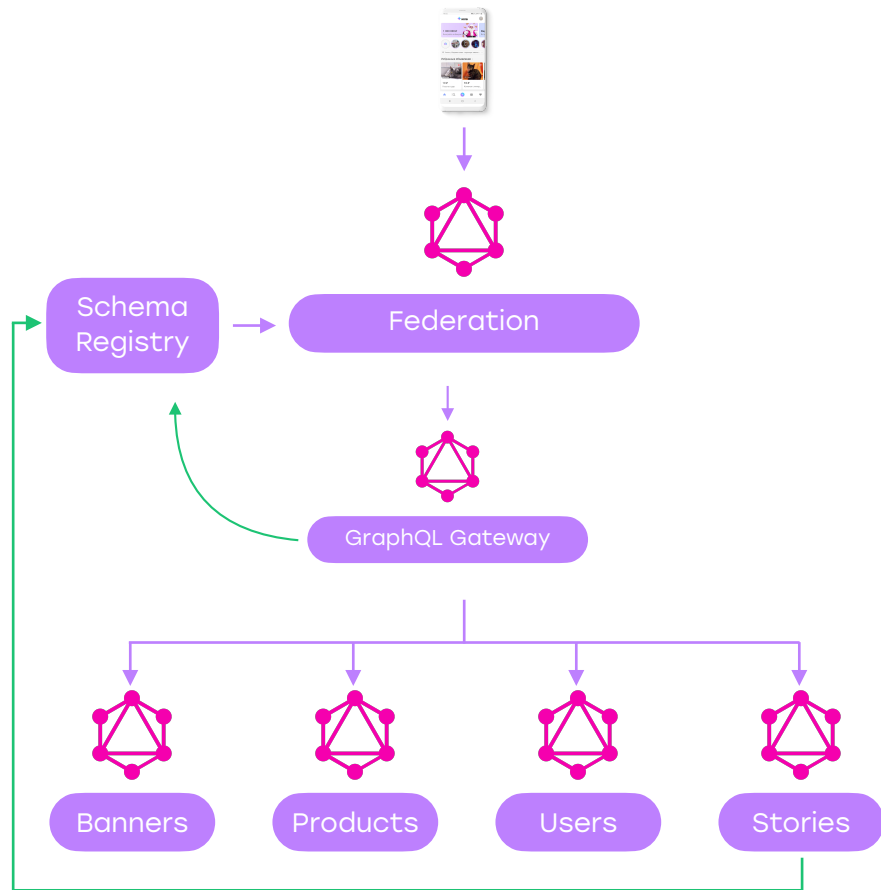 Schema
Registry
Federation
GraphQL Gateway
Banners
Products
Users
Stories